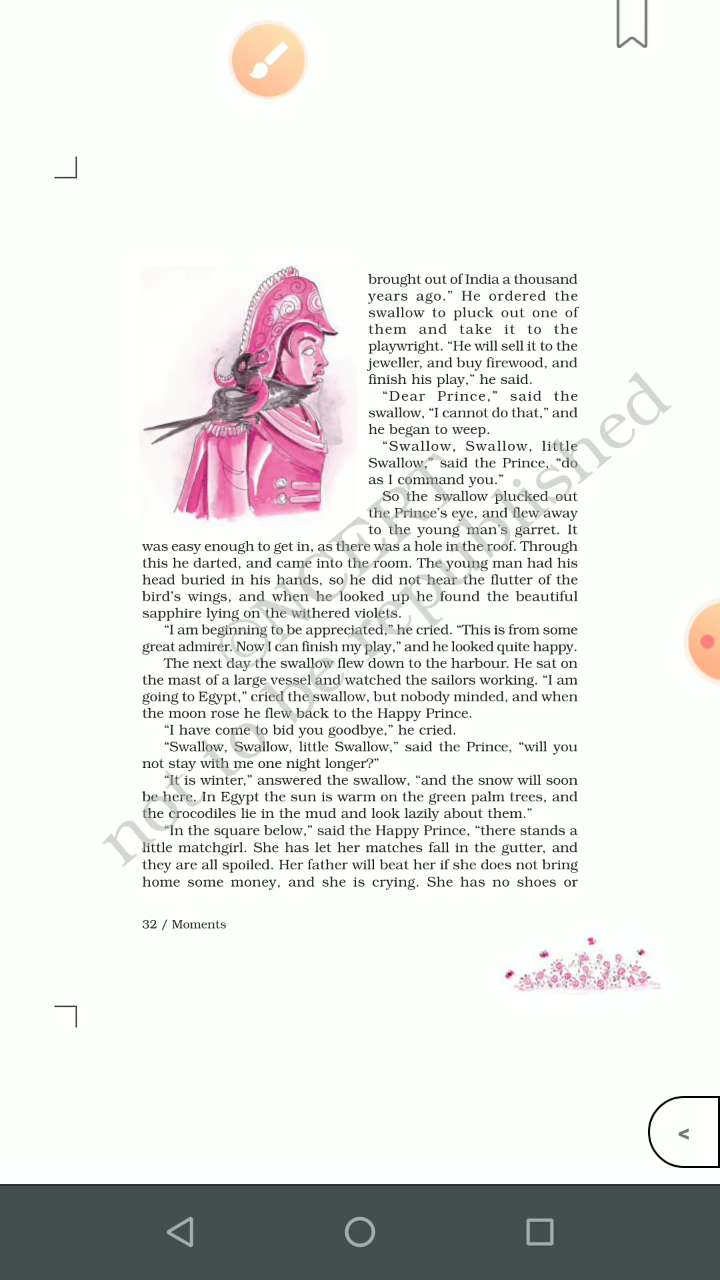 brought out of India a thousand
years ago.” He ordered the
swallow to pluck out one of
them and take it to the
playwright. “He will sell it to the
jeweller, and buy firewood, and
finish his play,” he said.
“Dear Prince,” said the
swallow, “I cannot do that,” and
he began to weep.
“Swallow, Swallow, little
Swallow,” said the Prince, “do
as I command you.”
So the swallow plucked out
the Prince’s eye, and flew away
to the young man’s garret. It
was easy enough to get in, as there was a hole in the roof. Through
this he darted, and came into the room. The young man had his
head buried in his hands, so he did not hear the flutter of the
bird’s wings, and when he looked up he found the beautiful
sapphire lying on the withered violets.
“I am beginning to be appreciated,” he cried. “This is from some
great admirer. Now I can finish my play,” and he looked quite happy.
The next day the swallow flew down to the harbour. He sat on
the mast of a large vessel and watched the sailors working. “I am
going to Egypt,” cried the swallow, but nobody minded, and when
the moon rose he flew back to the Happy Prince.
“I have come to bid you goodbye,” he cried.
“Swallow, Swallow, little Swallow,” said the Prince, “will you
not stay with me one night longer?”
“It is winter,” answered the swallow, “and the snow will soon
be here. In Egypt the sun is warm on the green palm trees, and
the crocodiles lie in the mud and look lazily about them.”
“In the square below,” said the Happy Prince, “there stands a
little matchgirl. She has let her matches fall in the gutter, and
they are all spoiled. Her father will beat her if she does not bring
home some money, and she is crying. She has no shoes or
32 / Moments
©NCERT
not to be republished